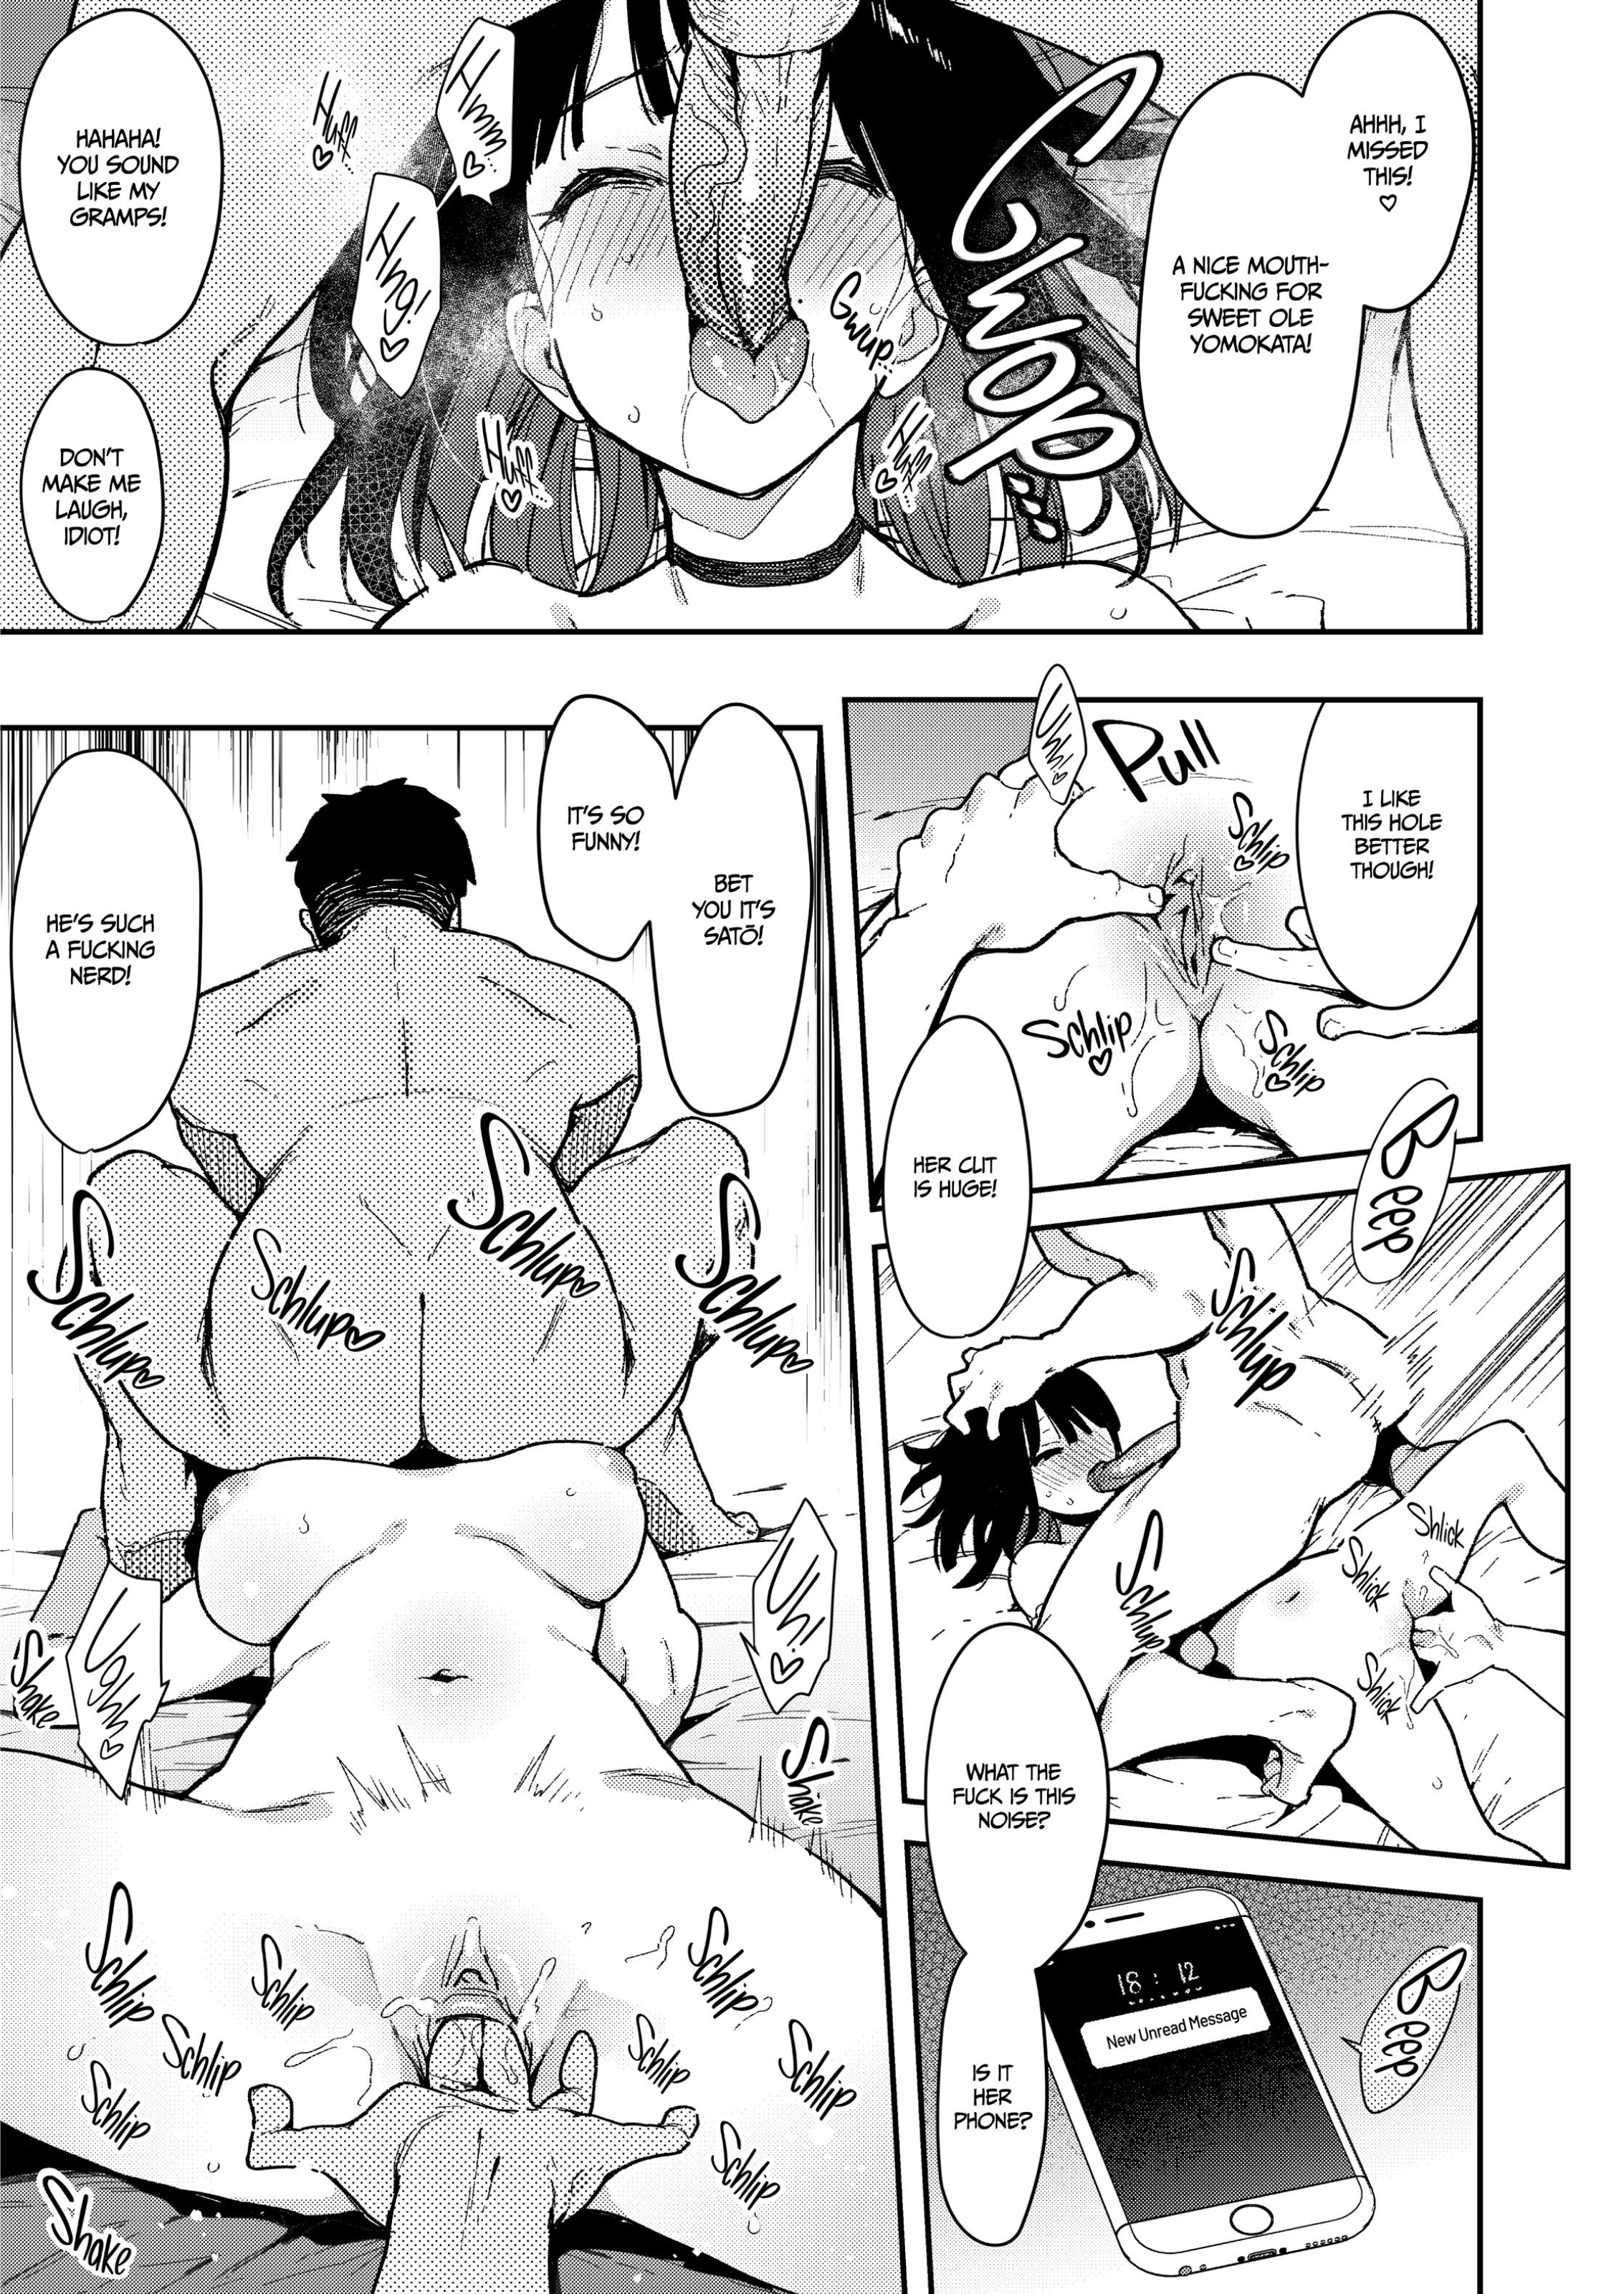 AHHH, I
MISSED
THIS!
♡
A NICE MOUTH-
FUCKING FOR
SWEET OLE
YOMOKATA!
Chwop...
Gwup...
Hmm...
♡
Hng!
♡
Huff...
♡
Huff...
♡
Huff...
♡
HAHAHA!
YOU SOUND
LIKE MY
GRAMPS!
DON'T
MAKE ME
LAUGH,
IDIOT!
I LIKE
THIS HOLE
BETTER
THOUGH!
Pull
Uhh!
♡
Schlip
♡
Schlip
♡
Schlip
♡
HER CLIT
IS HUGE!
Beep
Schlup
Schlup
Shlick
Shlick
Shlick
WHAT THE
FUCK IS THIS
NOISE?
IS IT
HER
PHONE?
18:12
New Unread Message
Beep
BET
YOU IT'S
SATŌ!
IT'S SO
FUNNY!
HE'S SUCH
A FUCKING
NERD!
Schlup♡
Schlup♡
Schlup♡
Schlup♡
Uh!
♡
Ughh
♡
Shake
Shake
Schlip
Schlip
Schlip
Schlip
Schlip
Schlip
Schlip
Schlip
Shake